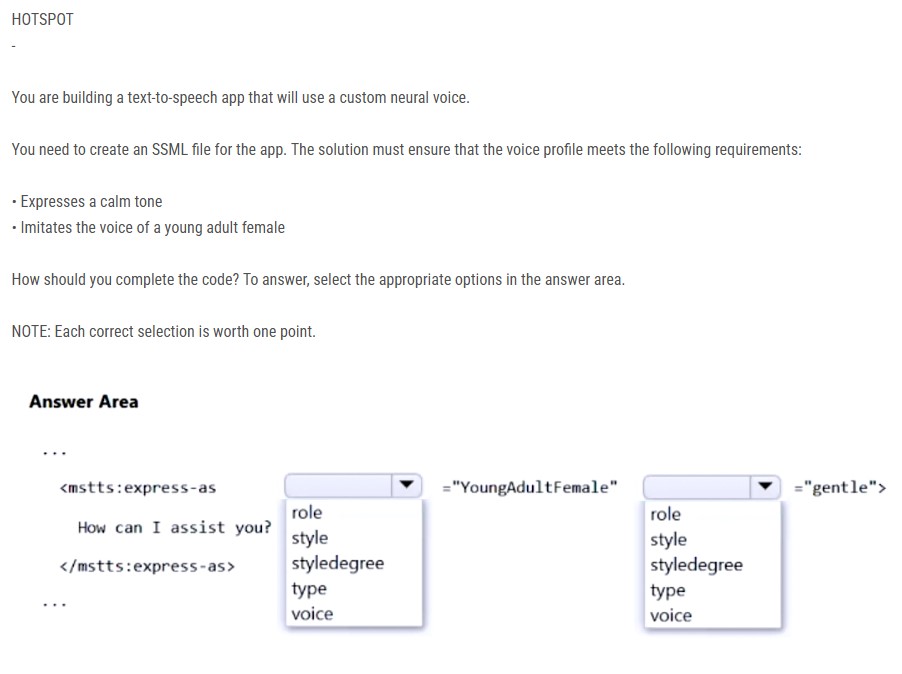 HOTSPOT
-
You are building a text-to-speech app that will use a custom neural voice.
You need to create an SSML file for the app. The solution must ensure that the voice profile meets the following requirements:
• Expresses a calm tone
• Imitates the voice of a young adult female
How should you complete the code? To answer, select the appropriate options in the answer area.
NOTE: Each correct selection is worth one point.
Answer Area
...
<mstts:express-as ="YoungAdultFemale" ="gentle">
role role
How can I assist you? style style
styledegree styledegree
</mstts:express-as> type type
... voice voice